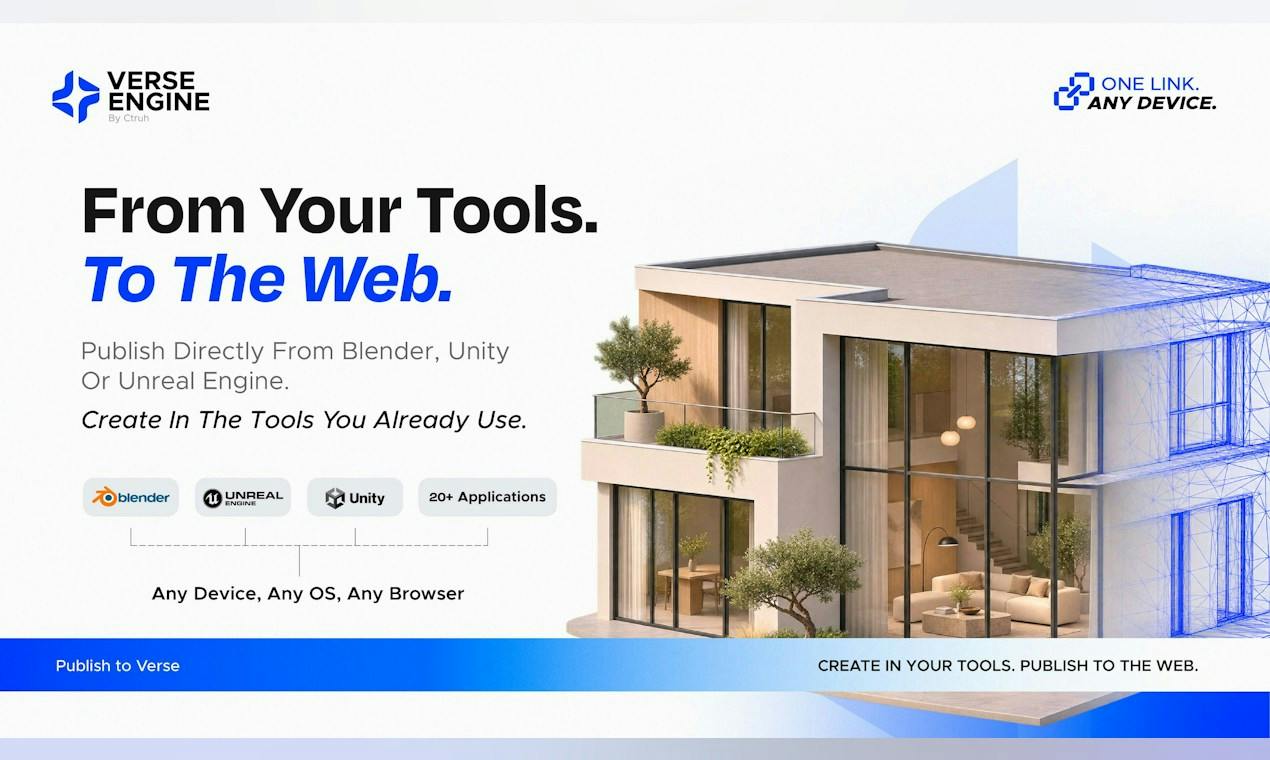 VERSE
ENGINE
By Ctruh
ONE LINK.
ANY DEVICE.
From Your Tools.
To The Web.
Publish Directly From Blender, Unity
Or Unreal Engine.
Create In The Tools You Already Use.
blender
UNREAL
ENGINE
Unity
20+ Applications
Any Device, Any OS, Any Browser
Publish to Verse
CREATE IN YOUR TOOLS. PUBLISH TO THE WEB.